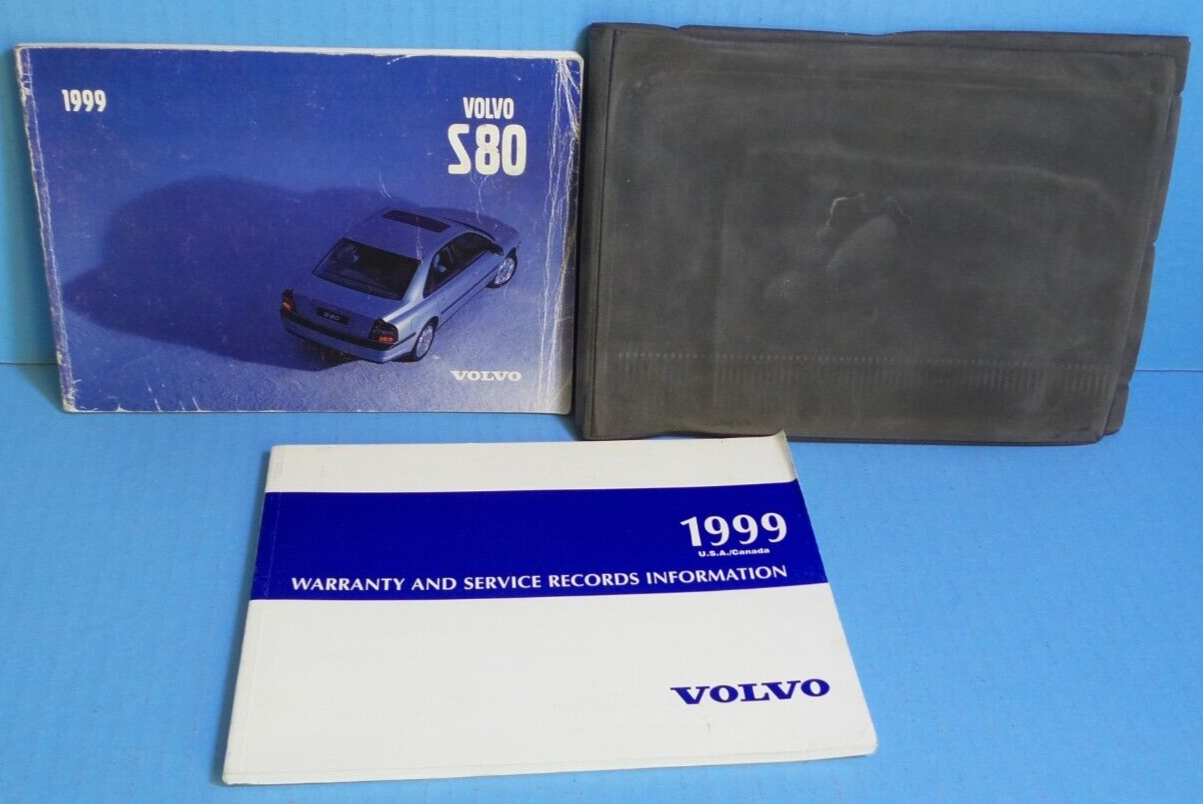 1999
VOLVO
S80
VOLVO
1999
U.S.A./Canada
WARRANTY AND SERVICE RECORDS INFORMATION
VOLVO